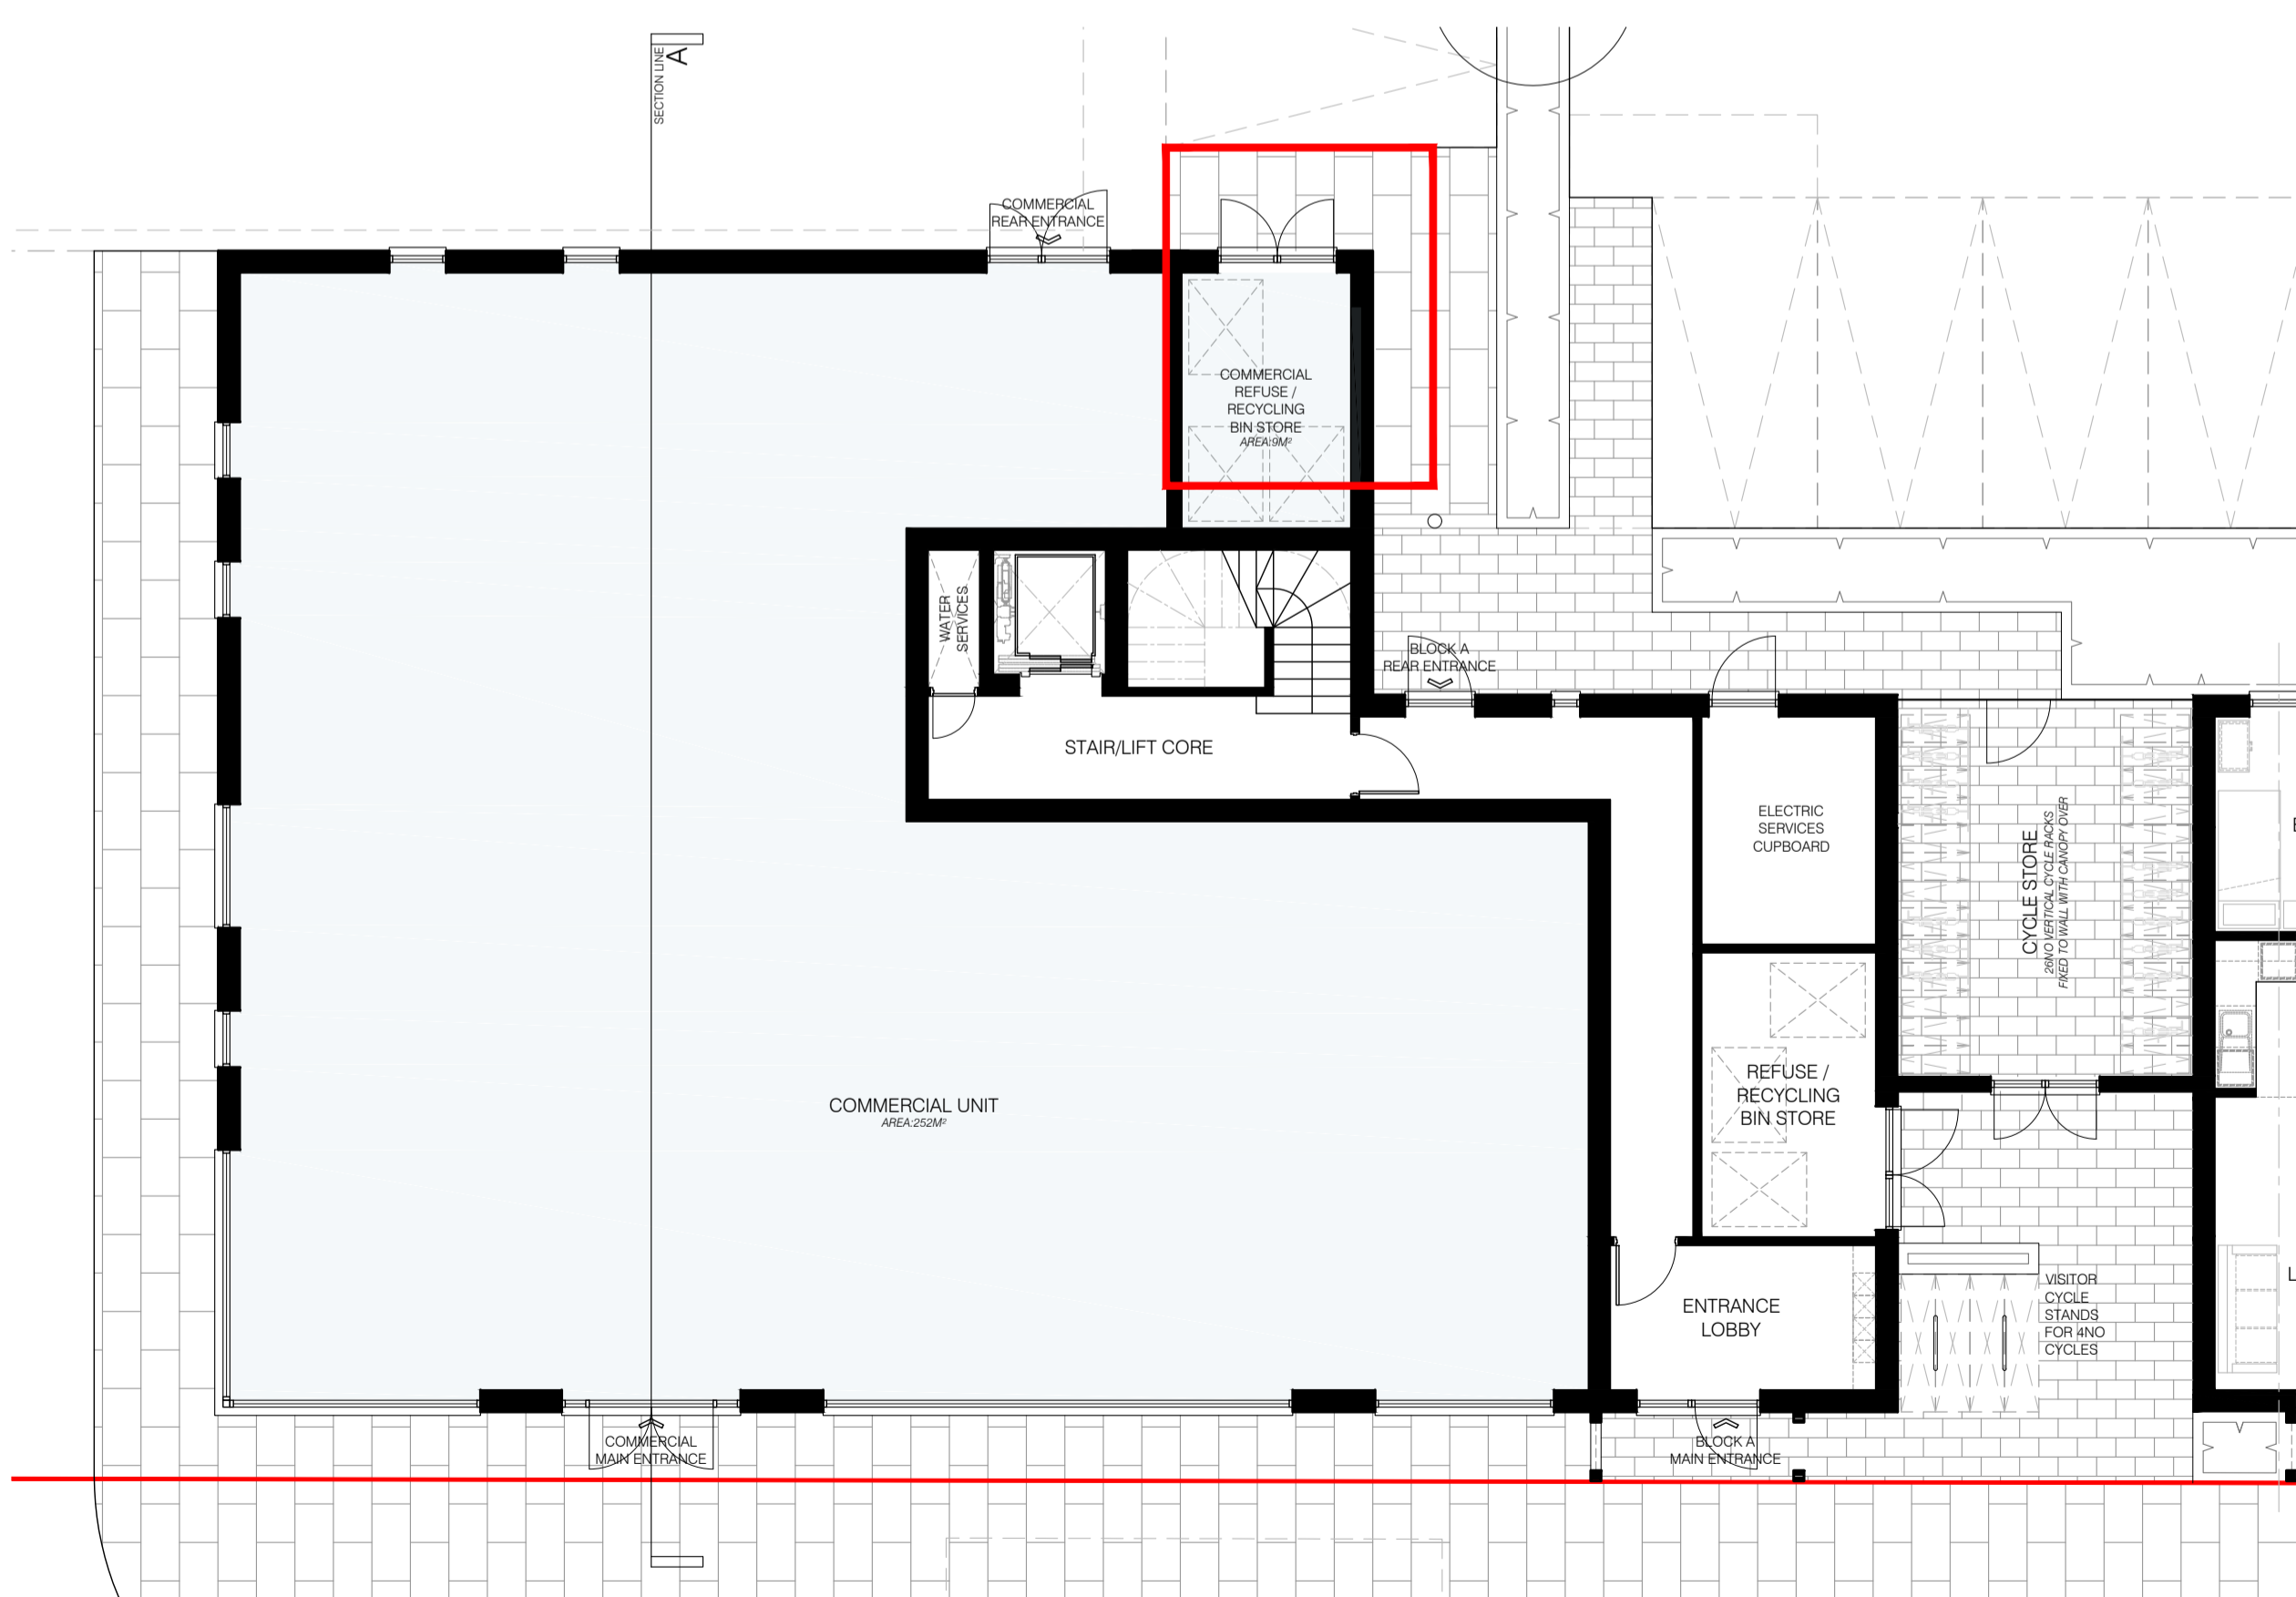 SECTION LINE
A
COMMERCIAL
REAR ENTRANCE
COMMERCIAL
REFUSE /
RECYCLING
BIN STORE
AREA:9M²
WATER
SERVICES
BLOCK A
REAR ENTRANCE
STAIR/LIFT CORE
ELECTRIC
SERVICES
CUPBOARD
CYCLE STORE
26NO VERTICAL CYCLE RACKS
FIXED TO WALL WITH CANOPY OVER
COMMERCIAL UNIT
AREA:252M²
REFUSE /
RECYCLING
BIN STORE
ENTRANCE
LOBBY
VISITOR
CYCLE
STANDS
FOR 4NO
CYCLES
COMMERCIAL
MAIN ENTRANCE
BLOCK A
MAIN ENTRANCE